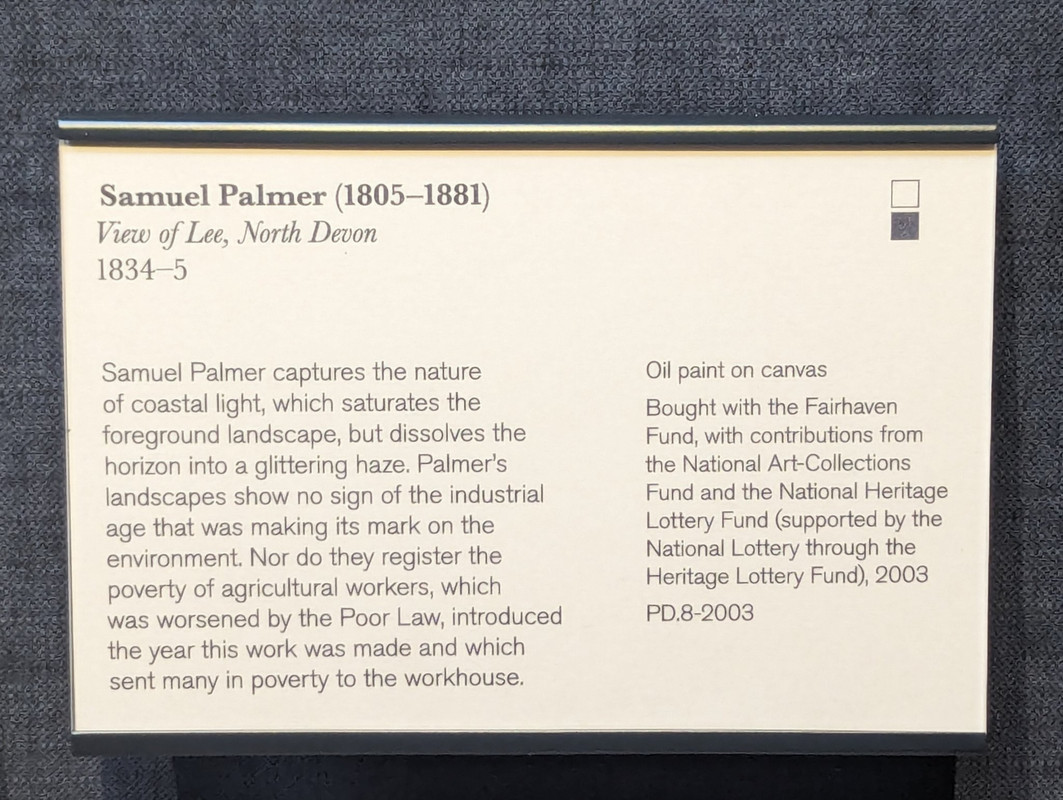 Samuel Palmer (1805–1881)
View of Lee, North Devon
1834–5
Samuel Palmer captures the nature
of coastal light, which saturates the
foreground landscape, but dissolves the
horizon into a glittering haze. Palmer's
landscapes show no sign of the industrial
age that was making its mark on the
environment. Nor do they register the
poverty of agricultural workers, which
was worsened by the Poor Law, introduced
the year this work was made and which
sent many in poverty to the workhouse.
Oil paint on canvas
Bought with the Fairhaven
Fund, with contributions from
the National Art-Collections
Fund and the National Heritage
Lottery Fund (supported by the
National Lottery through the
Heritage Lottery Fund), 2003
PD.8-2003